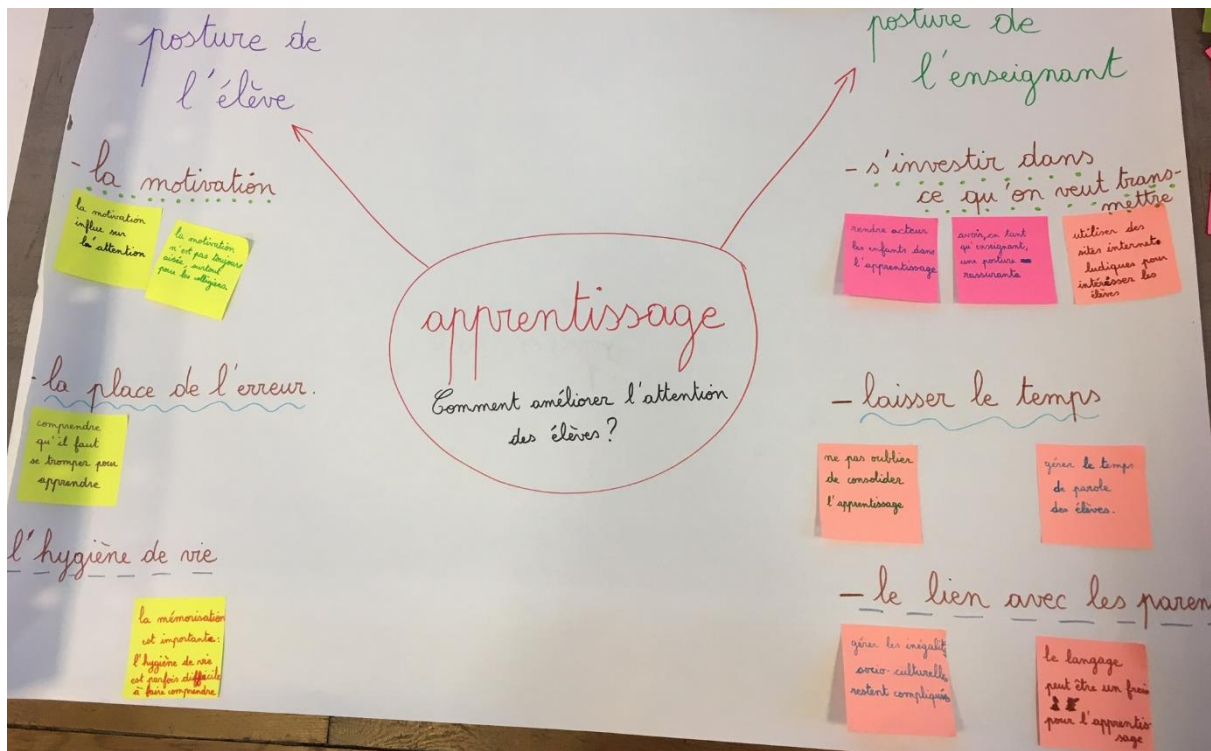 posture de
l'élève
- la motivation
la motivation
influe sur
la attention
la motivation
n'est pas toujours
aisée, surtout
pour les collégiens.
- la place de l'erreur.
comprendre
qu'il faut
se tromper pour
apprendre
l'hygiène de vie
la mémorisation
est importante :
l'hygiène de vie
est parfois difficile
à faire comprendre
apprentissage
Comment améliorer l'attention
des élèves ?
posture de
l'enseignant
- s'investir dans
ce qu'on veut trans-
mettre
rendre acteur
les enfants dans
l'apprentissage
avoir, en tant
qu'enseignant,
une posture
rassurante
utiliser des
sites internet
ludiques pour
intéresser les
élèves
- laisser le temps
ne pas oublier
de consolider
l'apprentissage
gérer le temps
de parole
des élèves.
- le lien avec les paren
gérer les inégalit
socio-culturelles
restent compliqués
le langage
peut être un frein
pour l'apprentis-
sage